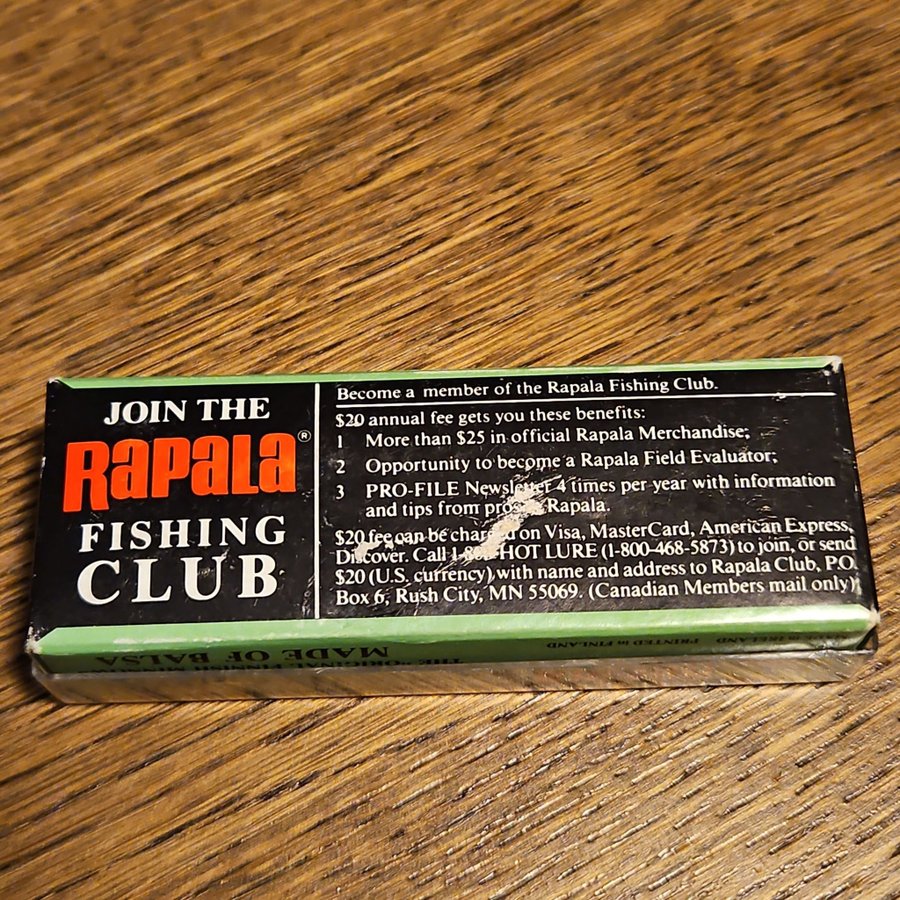 JOIN THE
Rapala®
FISHING
CLUB
Become a member of the Rapala Fishing Club.
$20 annual fee gets you these benefits:
1 More than $25 in official Rapala Merchandise;
2 Opportunity to become a Rapala Field Evaluator;
3 PRO-FILE Newsletter 4 times per year with information
and tips from Rapala.
$20 fee can be charged on Visa, MasterCard, American Express,
Discover. Call HOT LURE (1-800-468-5873) to join, or send
$20 (U.S. currency) with name and address to Rapala Club, P.O.
Box 6, Rush City, MN 55069. (Canadian Members mail only)
THE ORIGINAL FINNISH
MADE OF BALSA
in IRELAND
PRINTED in FINLAND